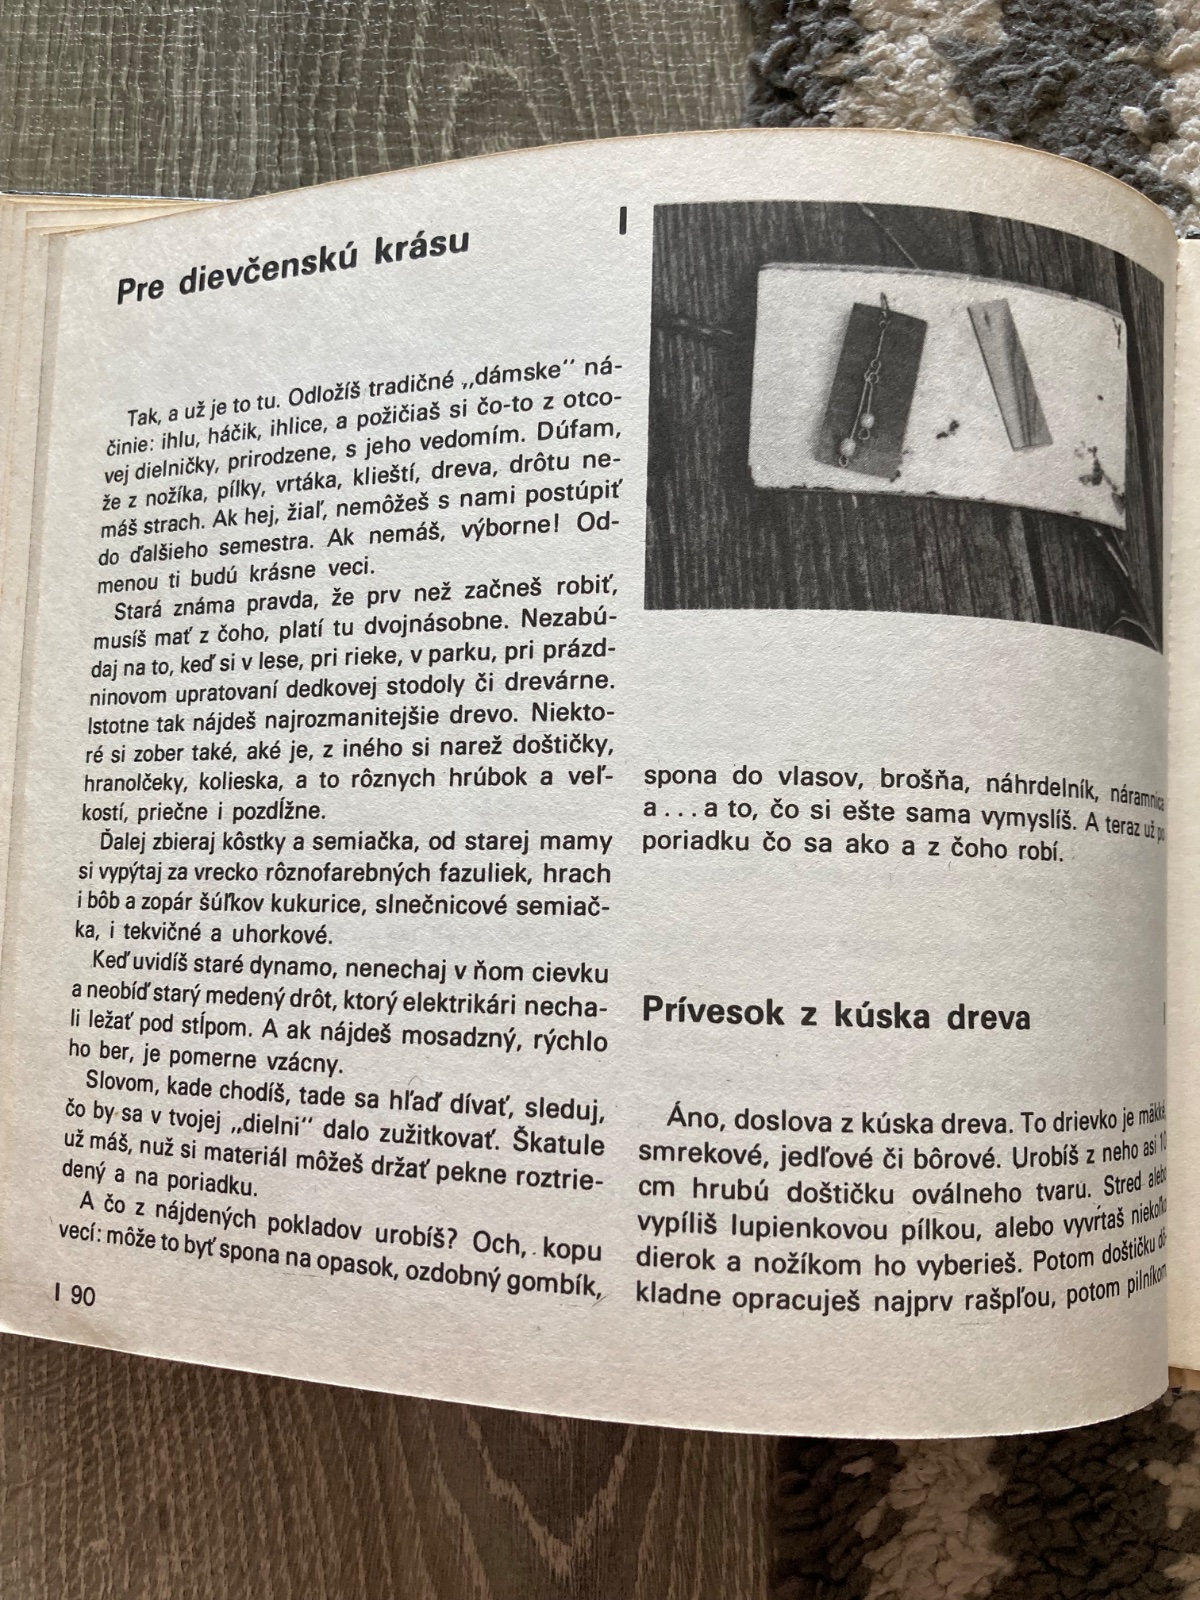 Pre dievčenskú krásu
Tak, a už je to tu. Odložíš tradičné „dámske" ná-
činie: ihlu, háčik, ihlice, a požičiaš si čo-to z otco-
vej dielničky, prirodzene, s jeho vedomím. Dúfam,
že z nožíka, pílky, vrtáka, klieští, dreva, drôtu ne-
máš strach. Ak hej, žiaľ, nemôžeš s nami postúpiť
do ďalšieho semestra. Ak nemáš, výborne! Od-
menou ti budú krásne veci.
Stará známa pravda, že prv než začneš robiť,
musíš mať z čoho, platí tu dvojnásobne. Nezabú-
daj na to, keď si v lese, pri rieke, v parku, pri prázd-
ninovom upratovaní dedkovej stodoly či drevárne.
Istotne tak nájdeš najrozmanitejšie drevo. Niekto-
ré si zober také, aké je, z iného si narež doštičky,
hranolčeky, kolieska, a to rôznych hrúbok a veľ-
kostí, priečne i pozdĺžne.
Ďalej zbieraj kôstky a semiačka, od starej mamy
si vypýtaj za vrecko rôznofarebných fazuliek, hrach
i bôb a zopár šúľkov kukurice, slnečnicové semiač-
ka, i tekvičné a uhorkové.
Keď uvidíš staré dynamo, nenechaj v ňom cievku
a neobíď starý medený drôt, ktorý elektrikári necha-
li ležať pod stĺpom. A ak nájdeš mosadzný, rýchlo
ho ber, je pomerne vzácny.
Slovom, kade chodíš, tade sa hľaď dívať, sleduj,
čo by sa v tvojej „dielni" dalo zužitkovať. Škatule
už máš, nuž si materiál môžeš držať pekne roztrie-
dený a na poriadku.
A čo z nájdených pokladov urobíš? Och, kopu
vecí: môže to byť spona na opasok, ozdobný gombík,
I 90
spona do vlasov, brošňa, náhrdelník, náramnica
a...a to, čo si ešte sama vymyslíš. A teraz už po
poriadku čo sa ako a z čoho robí.
Prívesok z kúska dreva
Áno, doslova z kúska dreva. To drievko je mäkké,
smrekové, jedľové či bôrové. Urobíš z neho asi 10
cm hrubú doštičku oválneho tvaru. Stred alebo
vypíliš lupienkovou pílkou, alebo vyvŕtaš niekoľko
dierok a nožíkom ho vyberieš. Potom doštičku dô-
kladne opracuješ najprv rašpľou, potom pilníkom